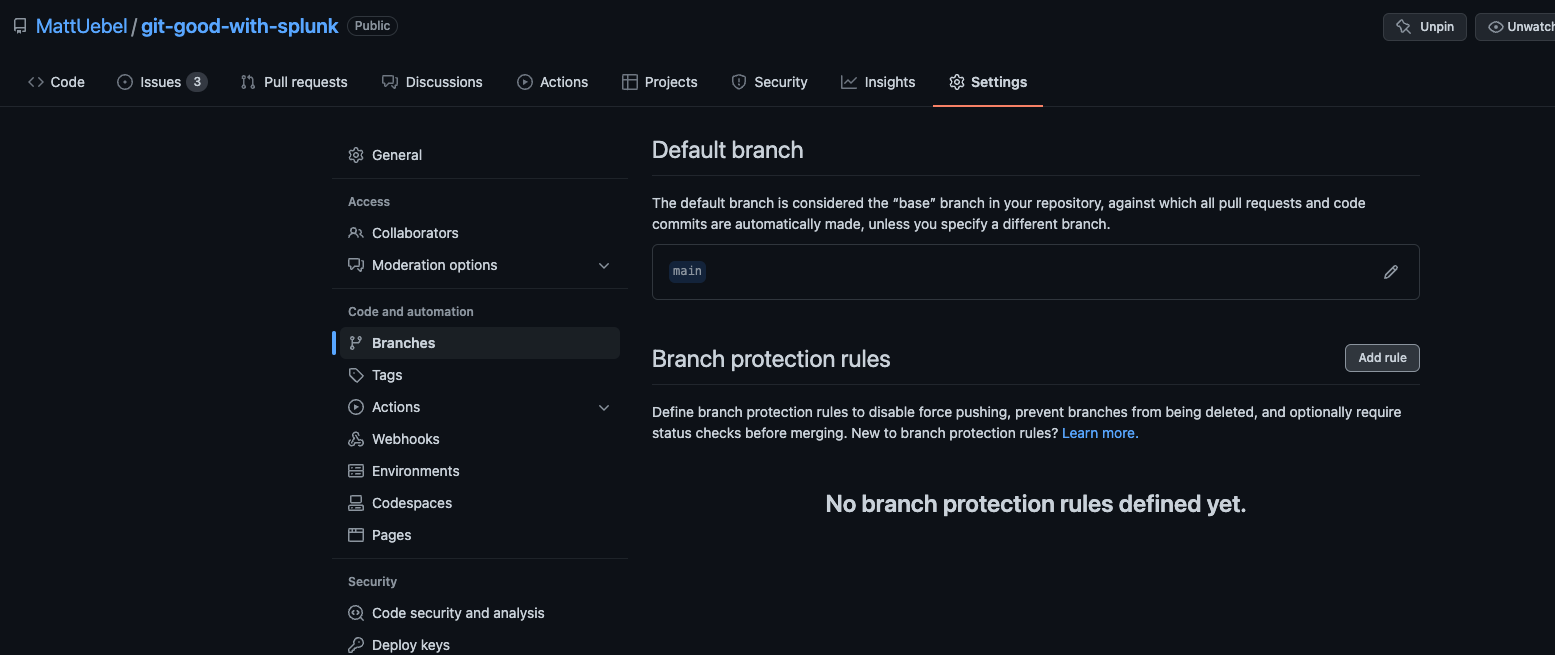 MattUebel / git-good-with-splunk Public
Unpin
Unwatch
Code
Issues 3
Pull requests
Discussions
Actions
Projects
Security
Insights
Settings
General
Access
Collaborators
Moderation options
Code and automation
Branches
Tags
Actions
Webhooks
Environments
Codespaces
Pages
Security
Code security and analysis
Deploy keys
Default branch
The default branch is considered the “base” branch in your repository, against which all pull requests and code
commits are automatically made, unless you specify a different branch.
main
Branch protection rules
Add rule
Define branch protection rules to disable force pushing, prevent branches from being deleted, and optionally require
status checks before merging. New to branch protection rules? Learn more.
No branch protection rules defined yet.